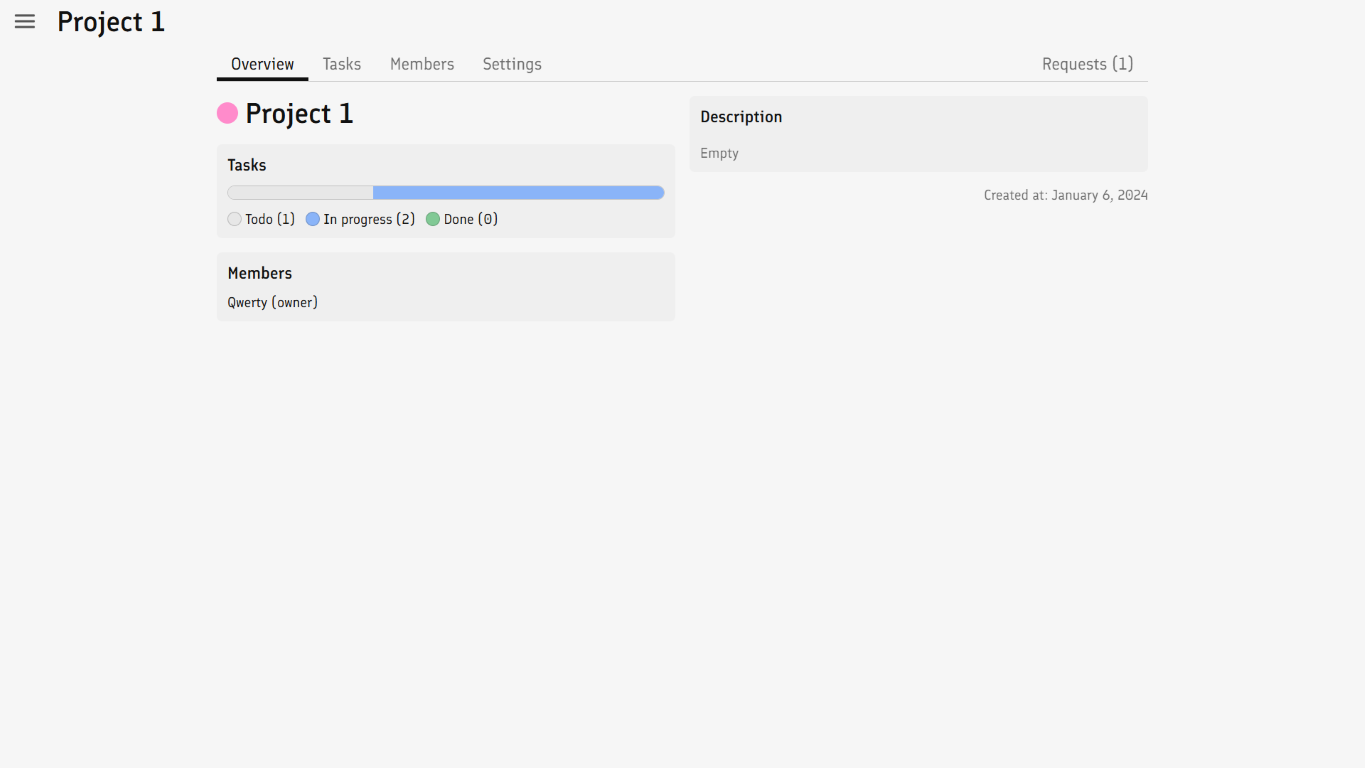 Project 1
Overview Tasks Members Settings Requests (1)
Project 1
Tasks
Todo (1) In progress (2) Done (0)
Members
Qwerty (owner)
Description
Empty
Created at: January 6, 2024